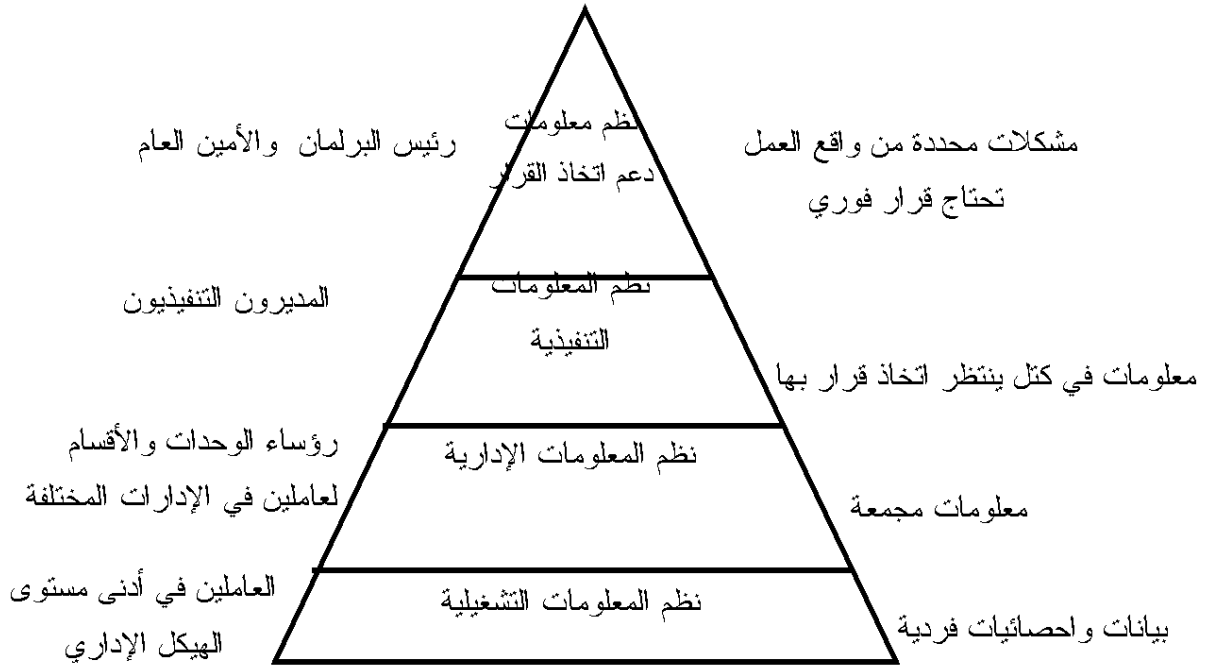 مشكلات محددة من واقع العمل
تحتاج قرار فوري
نظم معلومات
دعم اتخاذ القرار
رئيس البرلمان والأمين العام
نظم المعلومات
التنفيذية
المديرون التنفيذيون
معلومات في كتل ينتظر اتخاذ قرار بها
نظم المعلومات الإدارية
رؤساء الوحدات والأقسام
لعاملين في الإدارات المختلفة
معلومات مجمعة
نظم المعلومات التشغيلية
العاملين في أدنى مستوى
الهيكل الإداري
بيانات واحصائيات فردية